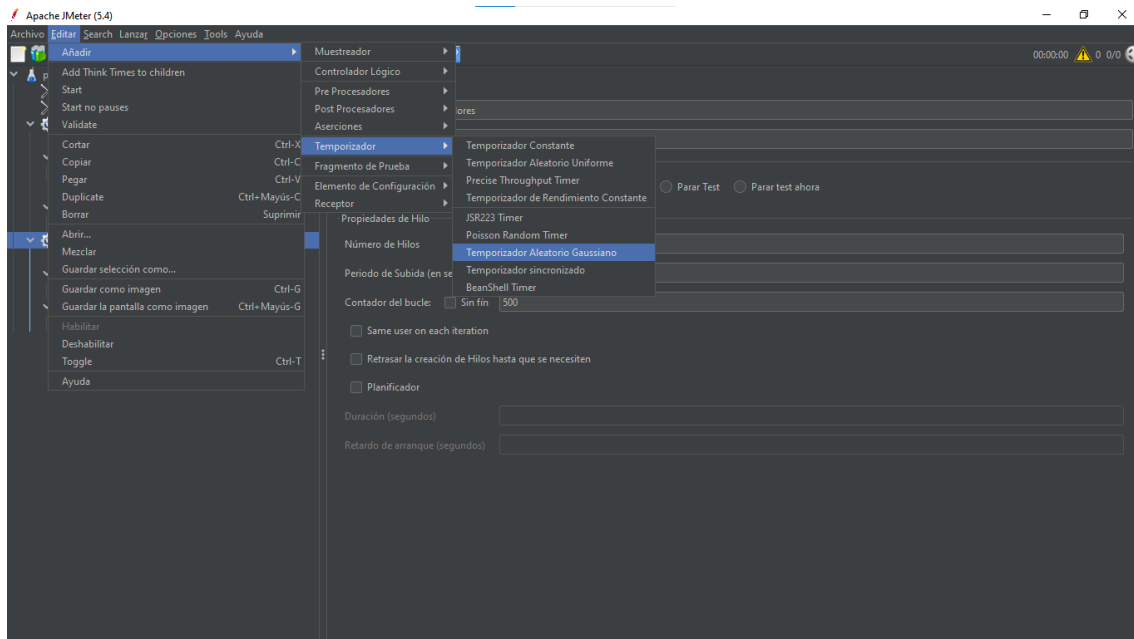 Apache JMeter (5.4)
Archivo Editar Search Lanzar Opciones Tools Ayuda
00:00:00 0 0/0
Añadir
Add Think Times to children
Start
Start no pauses
Validate
Cortar Ctrl-X
Copiar Ctrl-C
Pegar Ctrl-V
Duplicate Ctrl+Mayús-C
Borrar Suprimir
Abrir...
Mezclar
Guardar selección como...
Guardar como imagen Ctrl-G
Guardar la pantalla como imagen Ctrl+Mayús-G
Habilitar
Deshabilitar
Toggle Ctrl-T
Ayuda
Muestreador
Controlador Lógico
Pre Procesadores
Post Procesadores
Aserciones
Temporizador
Fragmento de Prueba
Elemento de Configuración
Receptor
Temporizador Constante
Temporizador Aleatorio Uniforme
Precise Throughput Timer
Temporizador de Rendimiento Constante
JSR223 Timer
Poisson Random Timer
Temporizador Aleatorio Gaussiano
Temporizador sincronizado
BeanShell Timer
Parar Test Parar test ahora
Propiedades de Hilo
Número de Hilos
Periodo de Subida (en se
Contador del bucle: Sin fín 500
Same user on each iteration
Retrasar la creación de Hilos hasta que se necesiten
Planificador
Duración (segundos)
Retardo de arranque (segundos)